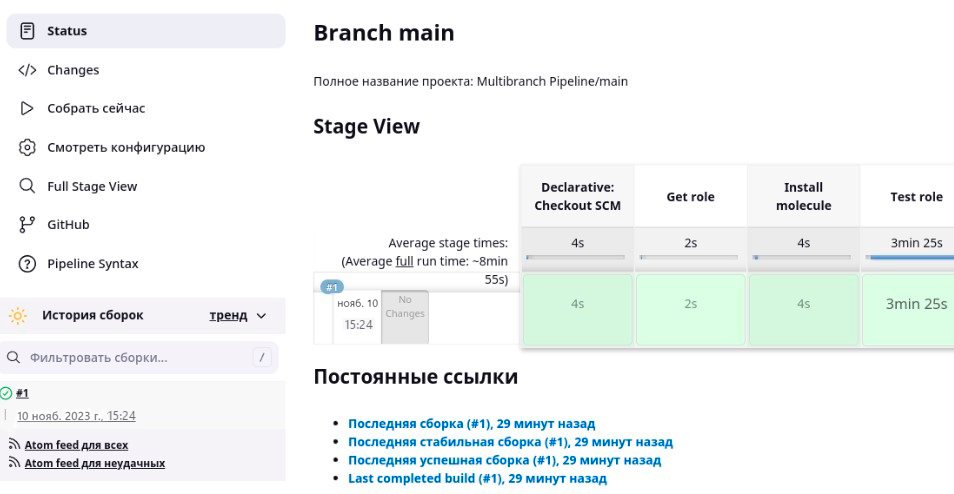 Status
Changes
Собрать сейчас
Смотреть конфигурацию
Full Stage View
GitHub
Pipeline Syntax
История сборок
тренд
Фильтровать сборки...
/
#1
10 нояб. 2023 г., 15:24
Atom feed для всех
Atom feed для неудачных
Branch main
Полное название проекта: Multibranch Pipeline/main
Stage View
Declarative:
Checkout SCM
Get role
Install
molecule
Test role
Average stage times:
(Average full run time: ~8min
55s)
4s
2s
4s
3min 25s
#1
нояб. 10
15:24
No
Changes
4s
2s
4s
3min 25s
Постоянные ссылки
Последняя сборка (#1), 29 минут назад
Последняя стабильная сборка (#1), 29 минут назад
Последняя успешная сборка (#1), 29 минут назад
Last completed build (#1), 29 минут назад